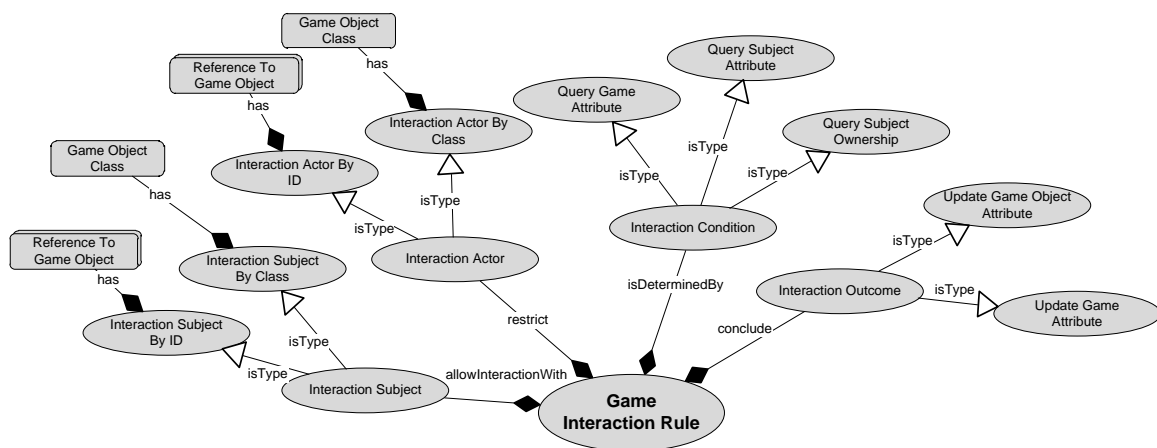 Game Object
Class
has
Reference To
Game Object
has
Interaction Actor By
Class
Interaction Actor By
ID
isType
isType
Interaction Actor
restrict
Game Object
Class
has
Reference To
Game Object
has
Interaction Subject
By Class
Interaction Subject
By ID
isType
isType
Interaction Subject
allowInteractionWith
Query Subject
Attribute
Query Game
Attribute
Query Subject
Ownership
isType
isType
isType
Interaction Condition
isDeterminedBy
Update Game Object
Attribute
isType
Interaction Outcome
isType
Update Game
Attribute
conclude
Game
Interaction Rule